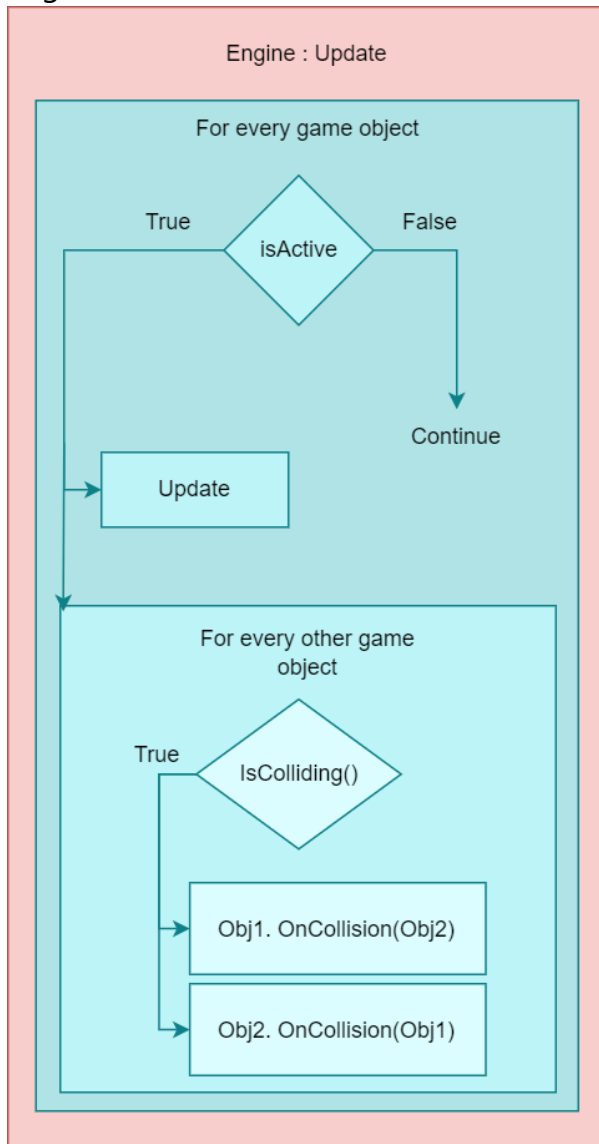 Engine : Update
For every game object
True
False
isActive
Continue
Update
For every other game
object
True
IsColliding()
Obj1. OnCollision(Obj2)
Obj2. OnCollision(Obj1)